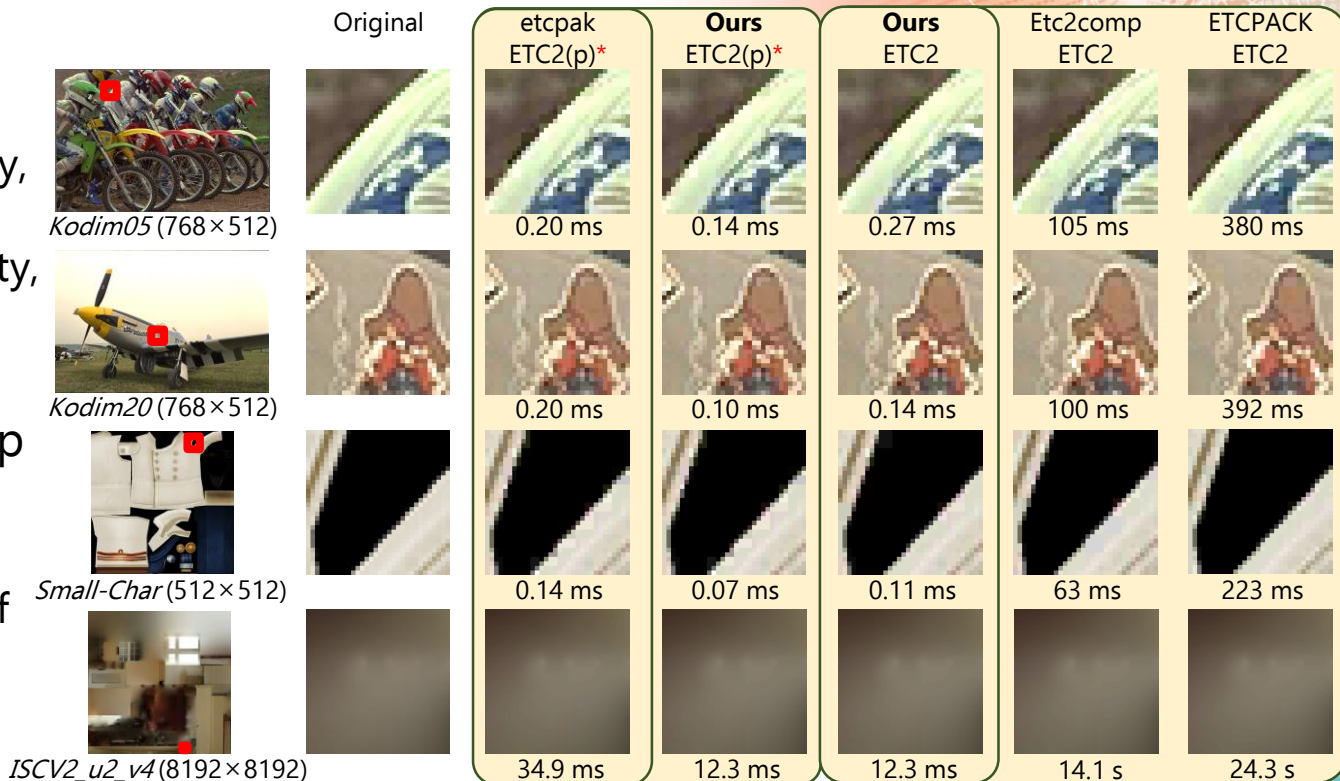 Original
etcpak
ETC2(p)*
Ours
ETC2(p)*
Ours
ETC2
Etc2comp
ETC2
ETCPACK
ETC2
y,
Kodim05 (768×512)
0.20 ms
0.14 ms
0.27 ms
105 ms
380 ms
ty,
Kodim20 (768×512)
0.20 ms
0.10 ms
0.14 ms
100 ms
392 ms
p
Small-Char (512×512)
0.14 ms
0.07 ms
0.11 ms
63 ms
223 ms
f
ISCV2_u2_v4 (8192×8192)
34.9 ms
12.3 ms
12.3 ms
14.1 s
24.3 s